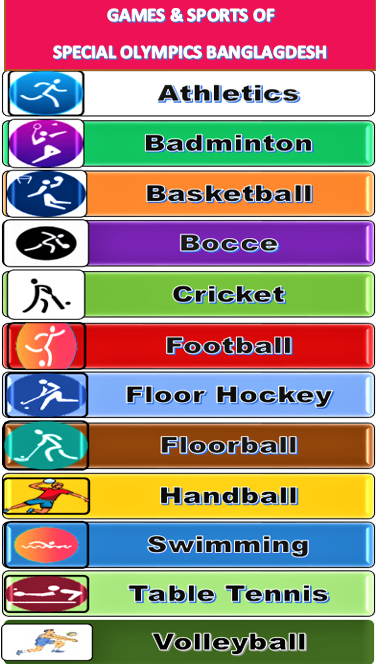 GAMES & SPORTS OF
SPECIAL OLYMPICS BANGLAGDESH
Athletics
Badminton
Basketball
Bocce
Cricket
Football
Floor Hockey
Floorball
Handball
Swimming
Table Tennis
Volleyball